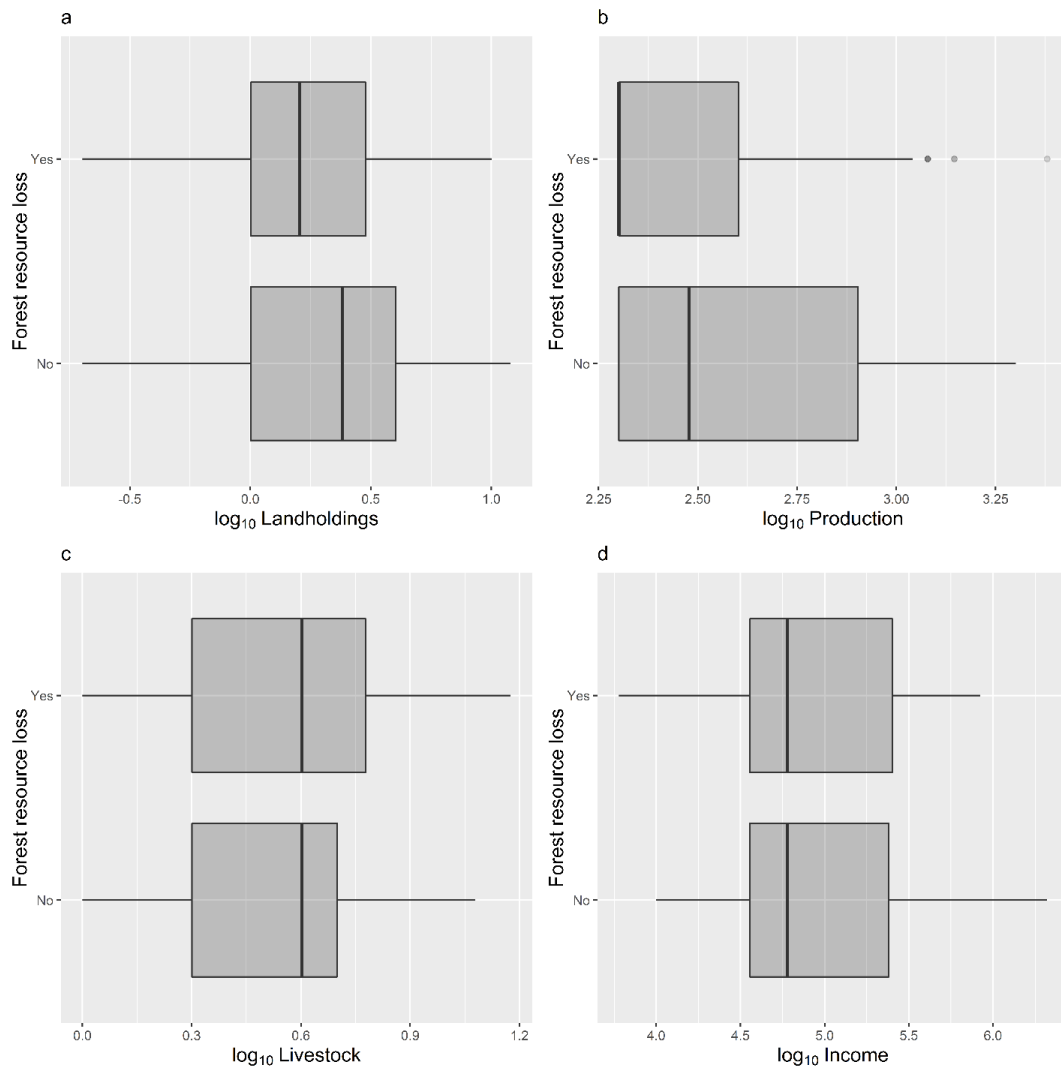 a
Yes
No
Forest resource loss
-0.5 0.0 0.5 1.0
log₁₀ Landholdings
b
Yes
No
Forest resource loss
2.25 2.50 2.75 3.00 3.25
log₁₀ Production
c
Yes
No
Forest resource loss
0.0 0.3 0.6 0.9 1.2
log₁₀ Livestock
d
Yes
No
Forest resource loss
4.0 4.5 5.0 5.5 6.0
log₁₀ Income